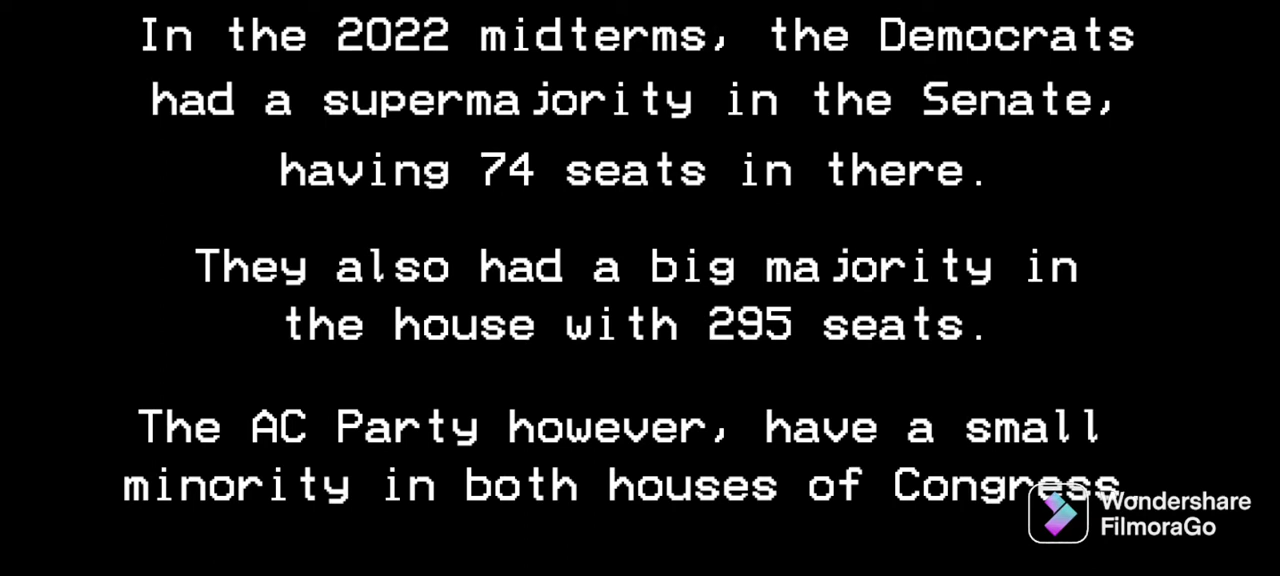 In the 2022 midterms, the Democrats
had a supermajority in the Senate,
having 74 seats in there.
They also had a big majority in
the house with 295 seats.
The AC Party however, have a small
minority in both houses of Congress.
Wondershare
FilmoraGo